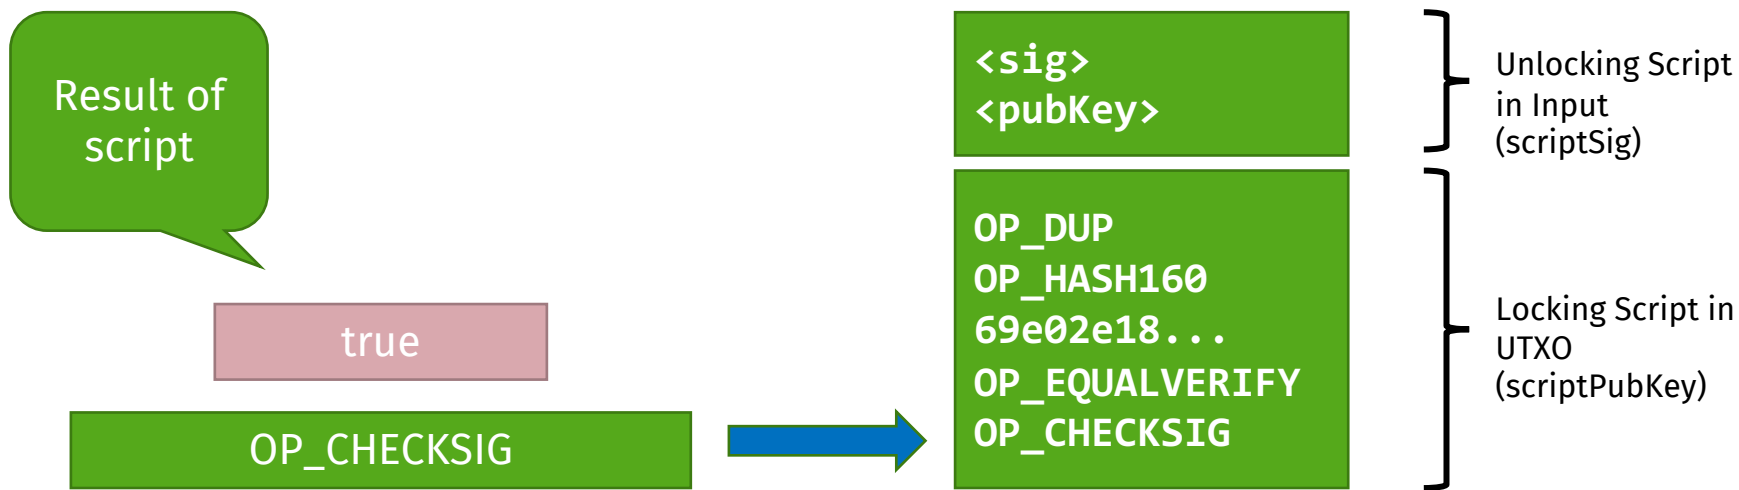 Result of
script
true
OP_CHECKSIG
<sig>
<pubKey>
OP_DUP
OP_HASH160
69e02e18...
OP_EQUALVERIFY
OP_CHECKSIG
Unlocking Script
in Input
(scriptSig)
Locking Script in
UTXO
(scriptPubKey)